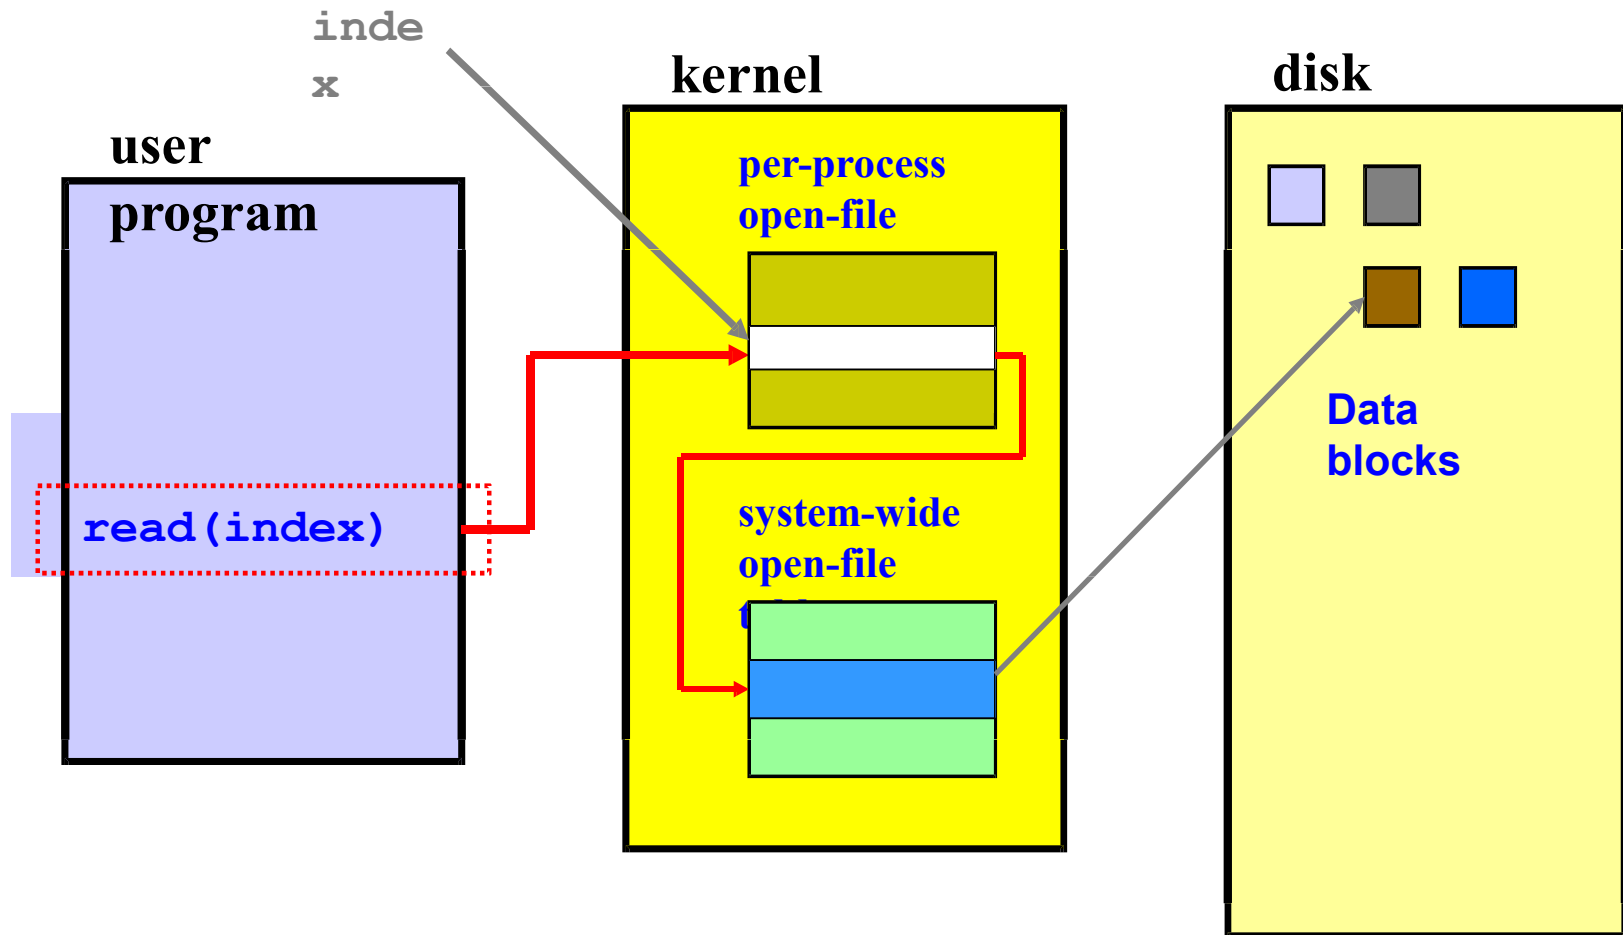 inde
x
kernel
disk
user
program
per-process
open-file
Data
blocks
read(index)
system-wide
open-file